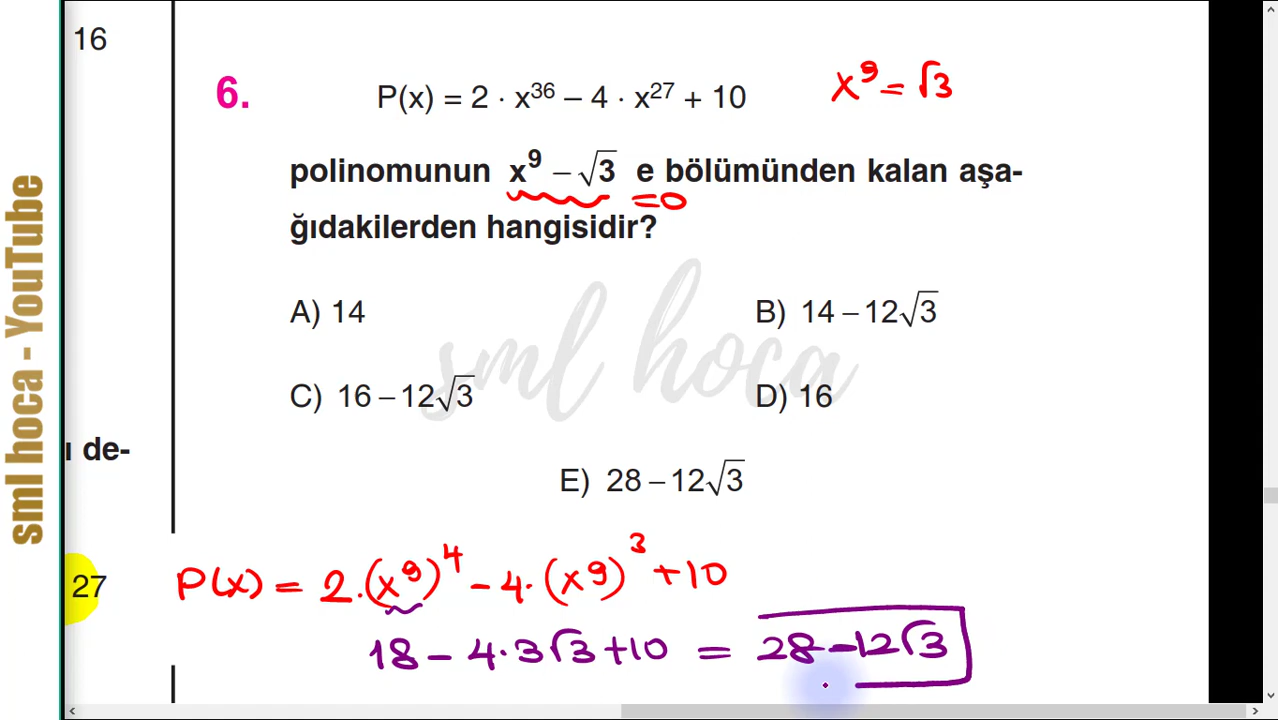 16
6.
P(x) = 2 · x³⁶ – 4 · x²⁷ + 10
x⁹ = √3
polinomunun x⁹ – √3 e bölümünden kalan aşa-
=0
ğıdakilerden hangisidir?
A) 14
B) 14 – 12√3
C) 16 – 12√3
D) 16
E) 28 – 12√3
sml hoca
sml hoca - YouTube
ı de-
27
P(x) = 2.(x⁹)⁴ - 4.(x⁹)³ +10
18 - 4.3√3 +10 = 28-12√3